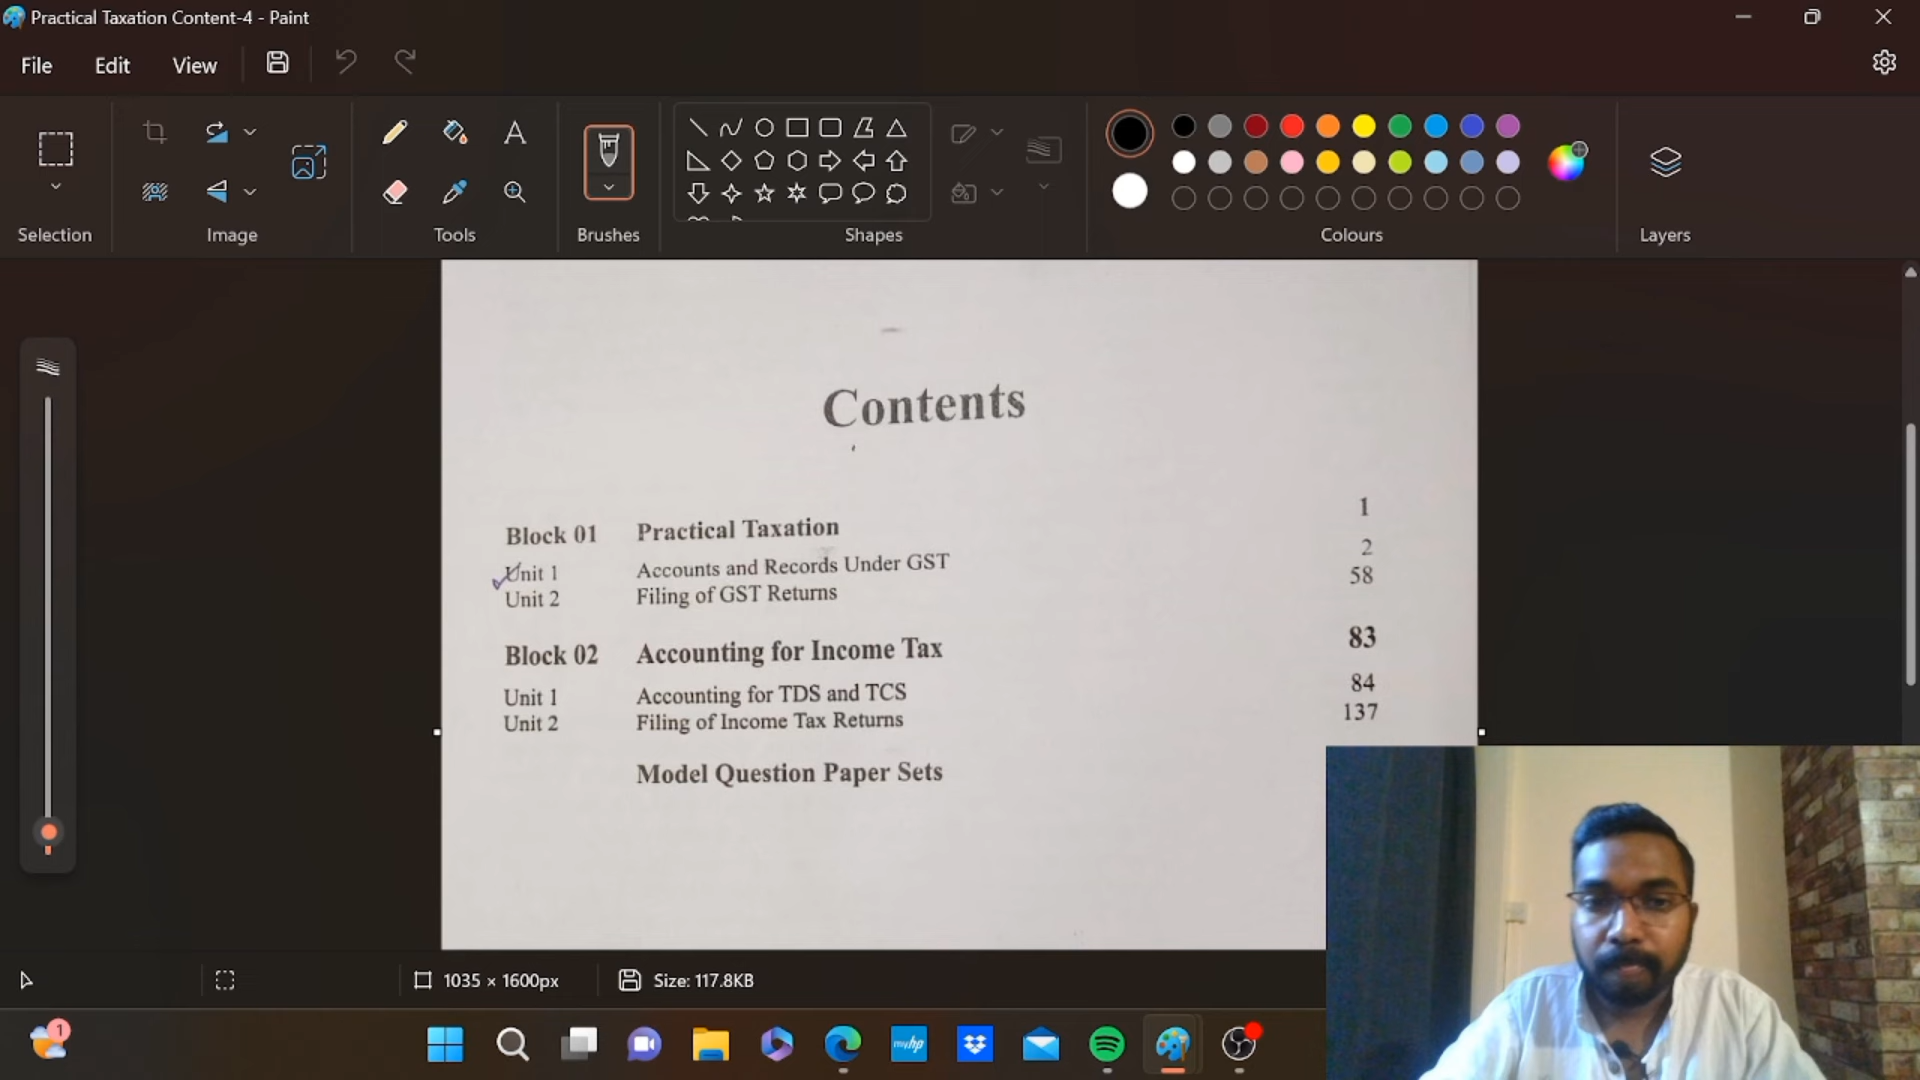 Practical Taxation Content-4 - Paint
File Edit View
Selection Image Tools Brushes Shapes Colours Layers
Contents
Block 01 Practical Taxation 1
Unit 1 Accounts and Records Under GST 2
Unit 2 Filing of GST Returns 58
Block 02 Accounting for Income Tax 83
Unit 1 Accounting for TDS and TCS 84
Unit 2 Filing of Income Tax Returns 137
Model Question Paper Sets
1035 × 1600px Size: 117.8KB
1
myhp